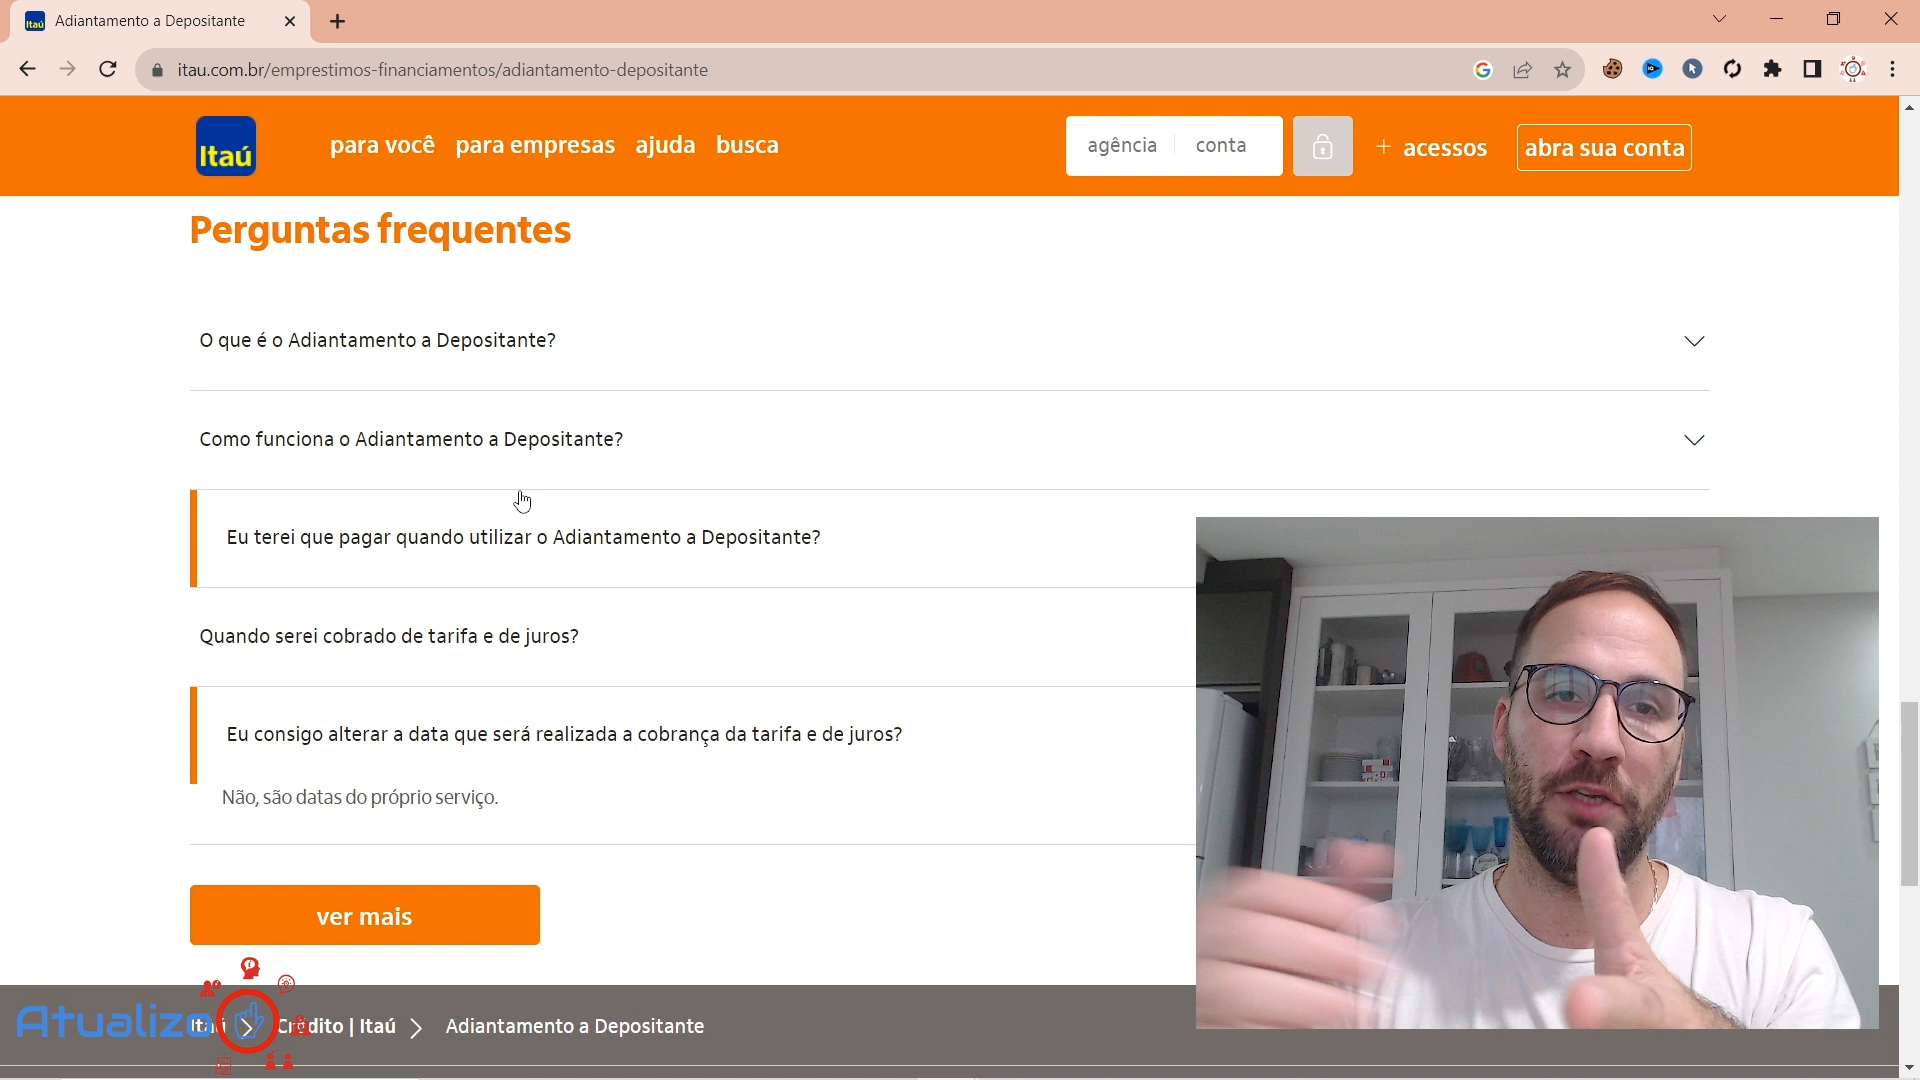 Adiantamento a Depositante
itau.com.br/emprestimos-financiamentos/adiantamento-depositante
Itaú
para você para empresas ajuda busca
agência conta
+ acessos
abra sua conta
Perguntas frequentes
O que é o Adiantamento a Depositante?
Como funciona o Adiantamento a Depositante?
Eu terei que pagar quando utilizar o Adiantamento a Depositante?
Quando serei cobrado de tarifa e de juros?
Eu consigo alterar a data que será realizada a cobrança da tarifa e de juros?
Não, são datas do próprio serviço.
ver mais
Atualizo
Itaú > Crédito | Itaú > Adiantamento a Depositante